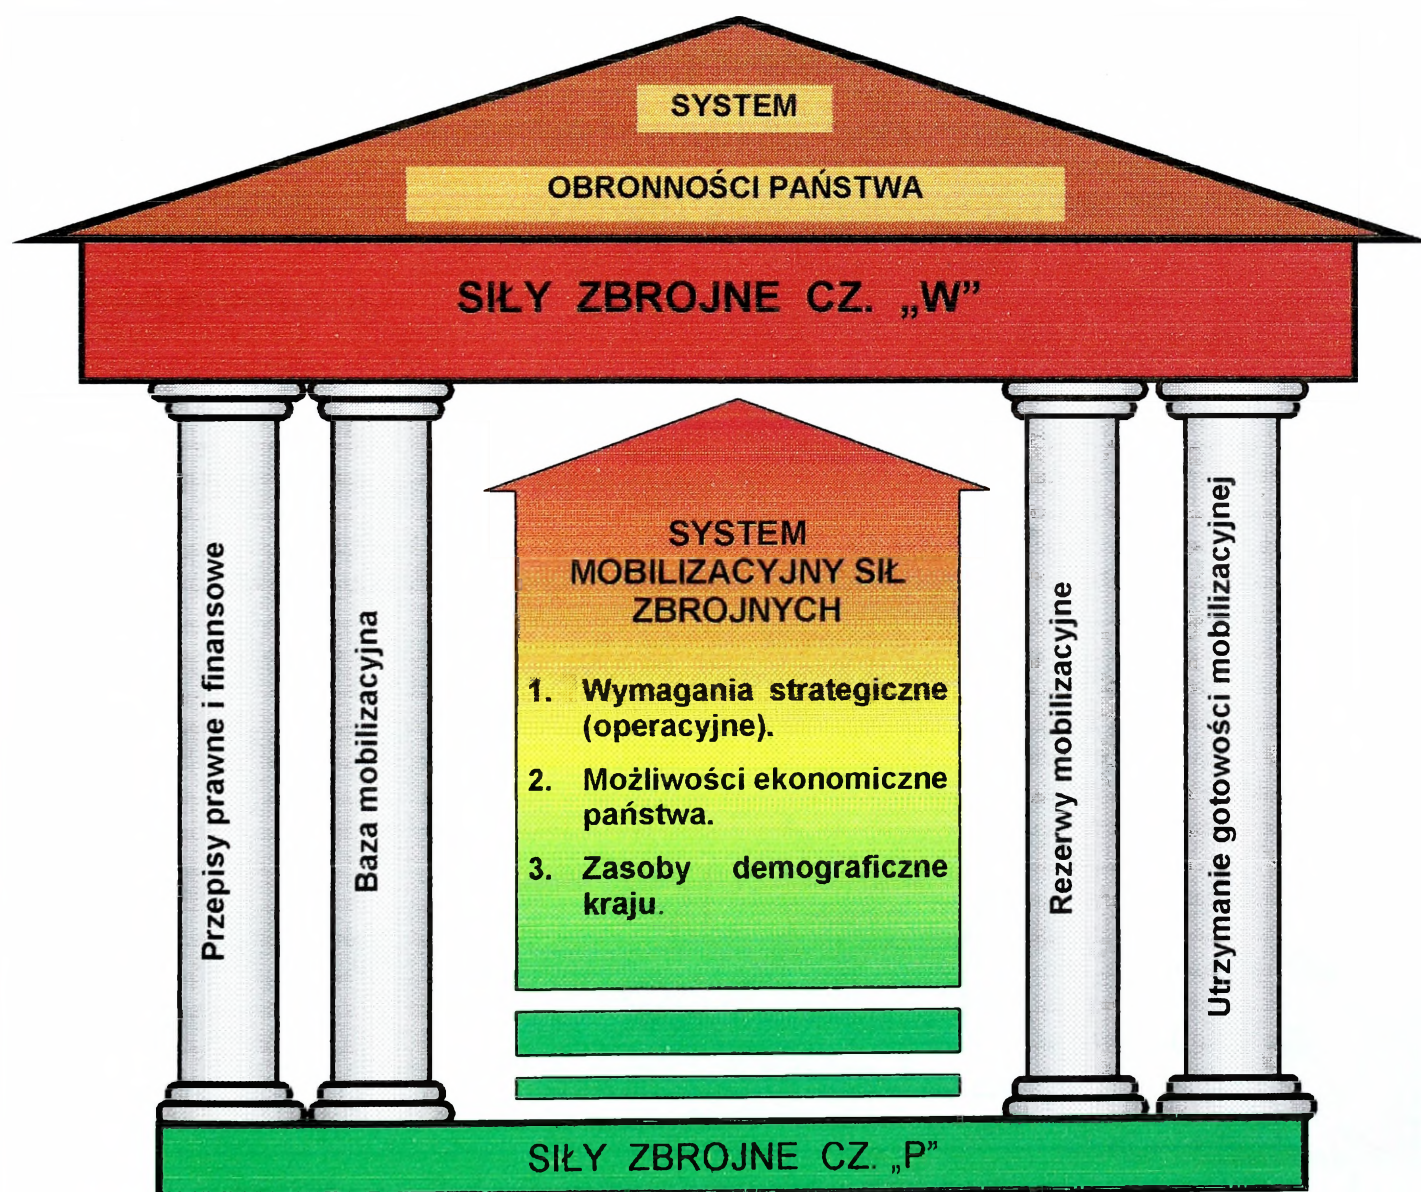 SYSTEM
OBRONNOŚCI PAŃSTWA
SIŁY ZBROJNE CZ. „W”
Przepisy prawne i finansowe
Baza mobilizacyjna
SYSTEM
MOBILIZACYJNY SIŁ
ZBROJNYCH
1. Wymagania strategiczne
(operacyjne).
2. Możliwości ekonomiczne
państwa.
3. Zasoby demograficzne
kraju.
Rezerwy mobilizacyjne
Utrzymanie gotowości mobilizacyjnej
SIŁY ZBROJNE CZ. „P”